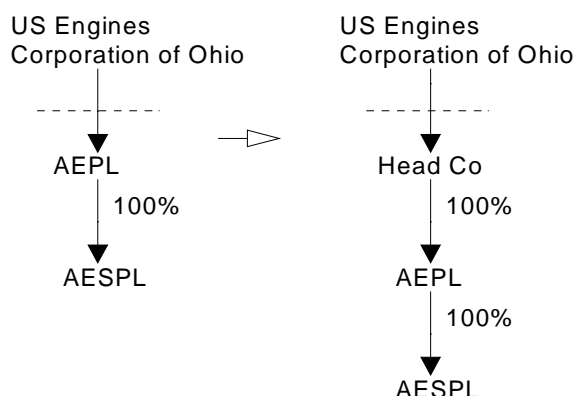 US Engines
Corporation of Ohio
AEPL
100%
AESPL
US Engines
Corporation of Ohio
Head Co
100%
AEPL
100%
AESPL